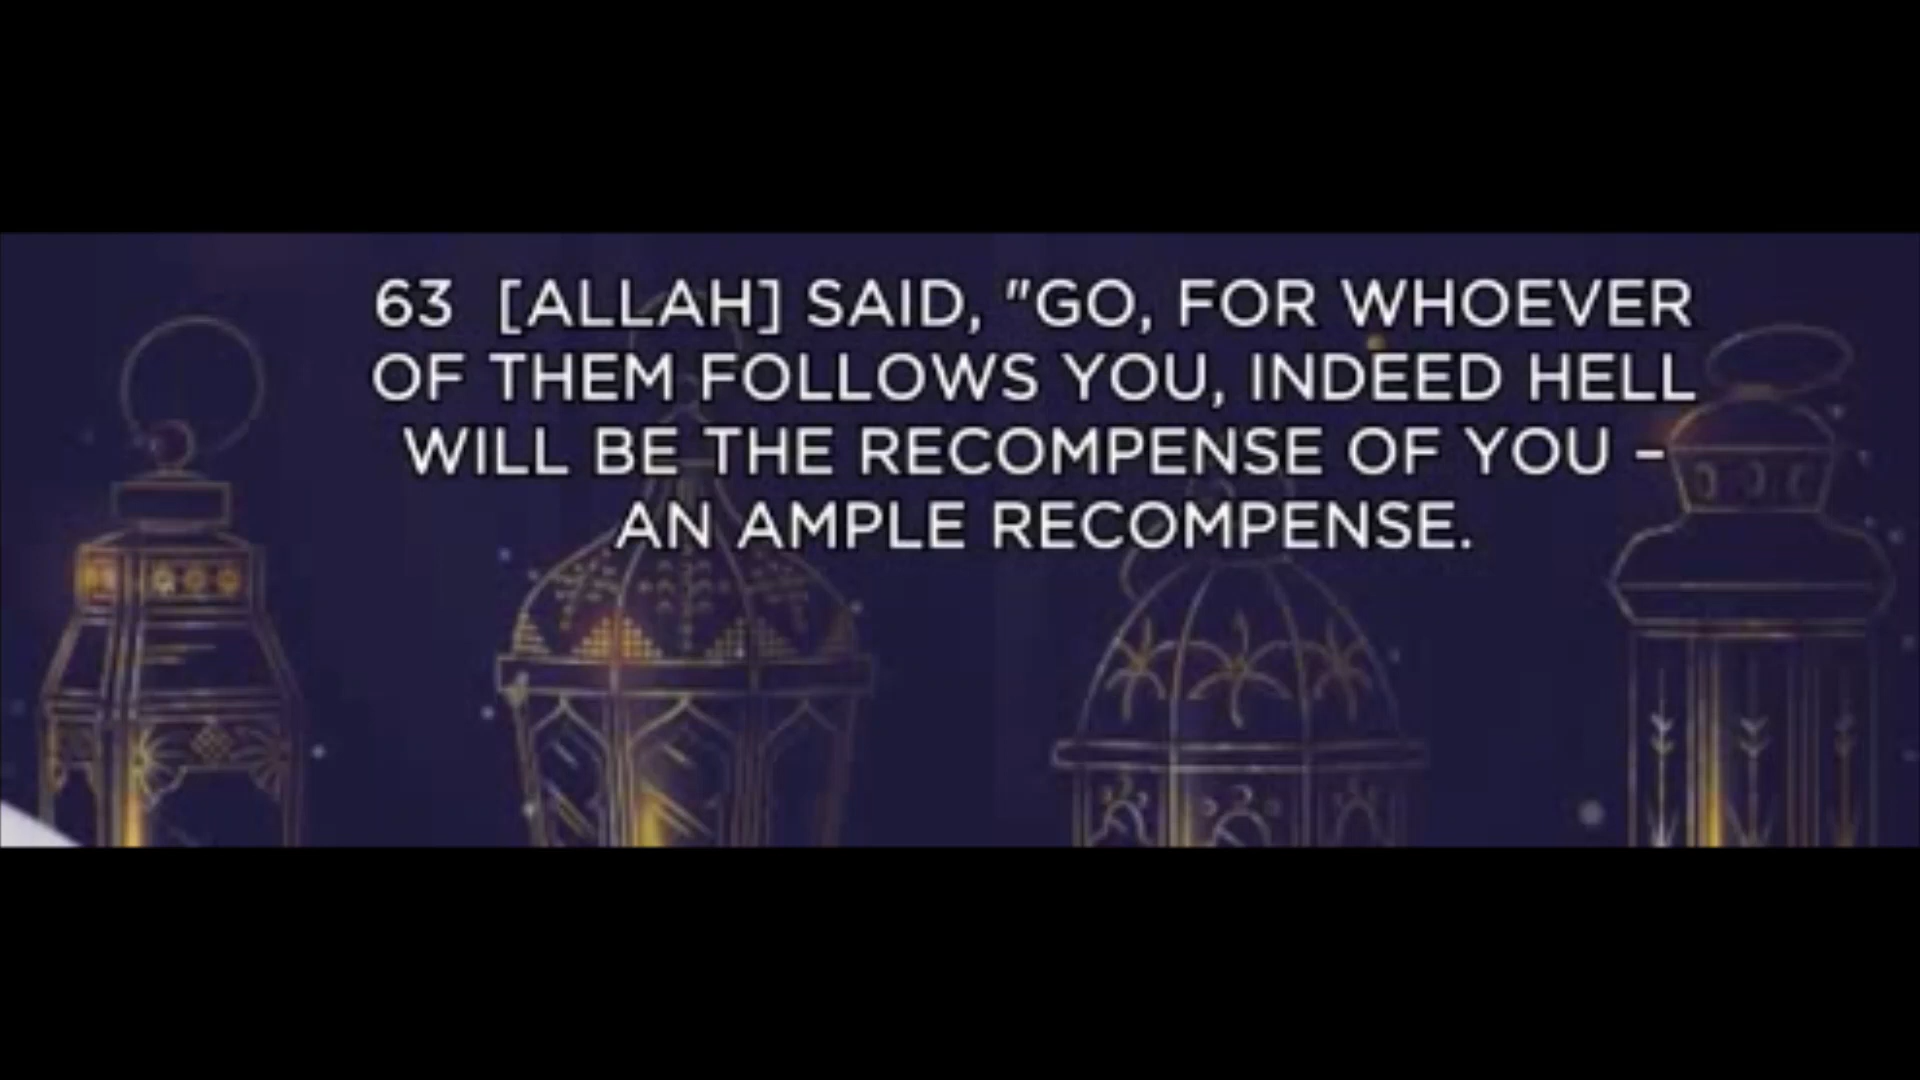 63  [ALLAH] SAID, "GO, FOR WHOEVER
OF THEM FOLLOWS YOU, INDEED HELL
WILL BE THE RECOMPENSE OF YOU –
AN AMPLE RECOMPENSE.